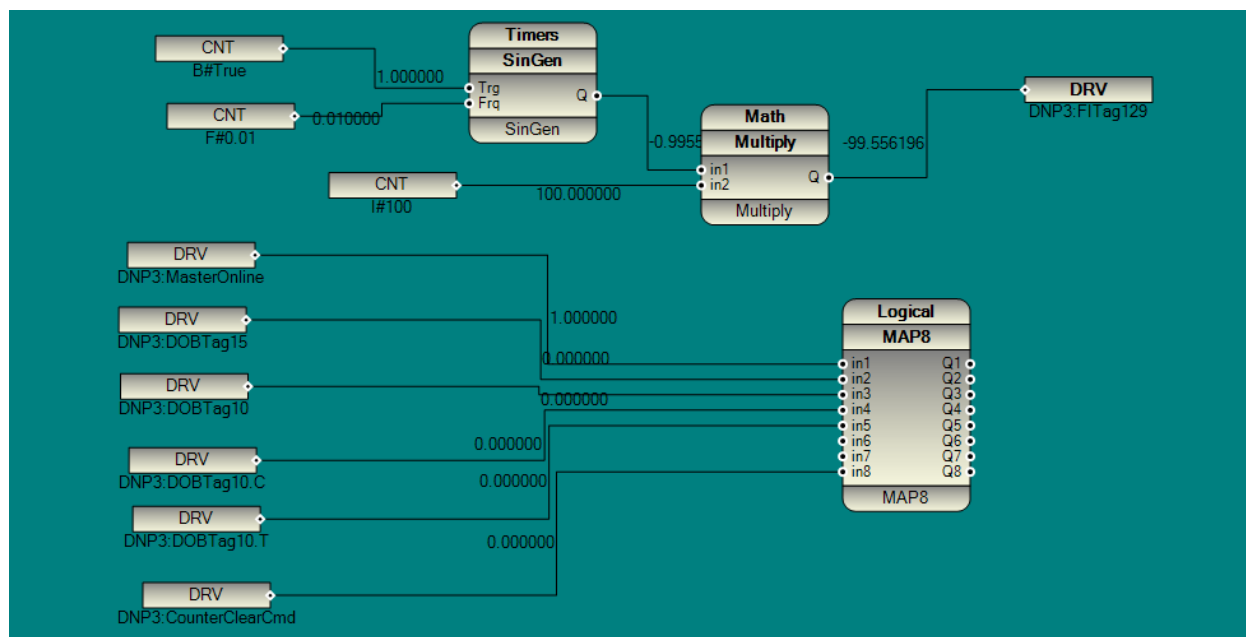 CNT
B#True
1.000000
CNT
F#0.01
0.010000
Timers
SinGen
Trg
Frq
Q
SinGen
CNT
I#100
100.000000
-0.9955
Math
Multiply
in1
in2
Q
Multiply
-99.556196
DRV
DNP3:FITag129
DRV
DNP3:MasterOnline
1.000000
DRV
DNP3:DOBTag15
0.000000
DRV
DNP3:DOBTag10
0.000000
DRV
DNP3:DOBTag10.C
0.000000
DRV
DNP3:DOBTag10.T
0.000000
DRV
DNP3:CounterClearCmd
0.000000
Logical
MAP8
in1 Q1
in2 Q2
in3 Q3
in4 Q4
in5 Q5
in6 Q6
in7 Q7
in8 Q8
MAP8